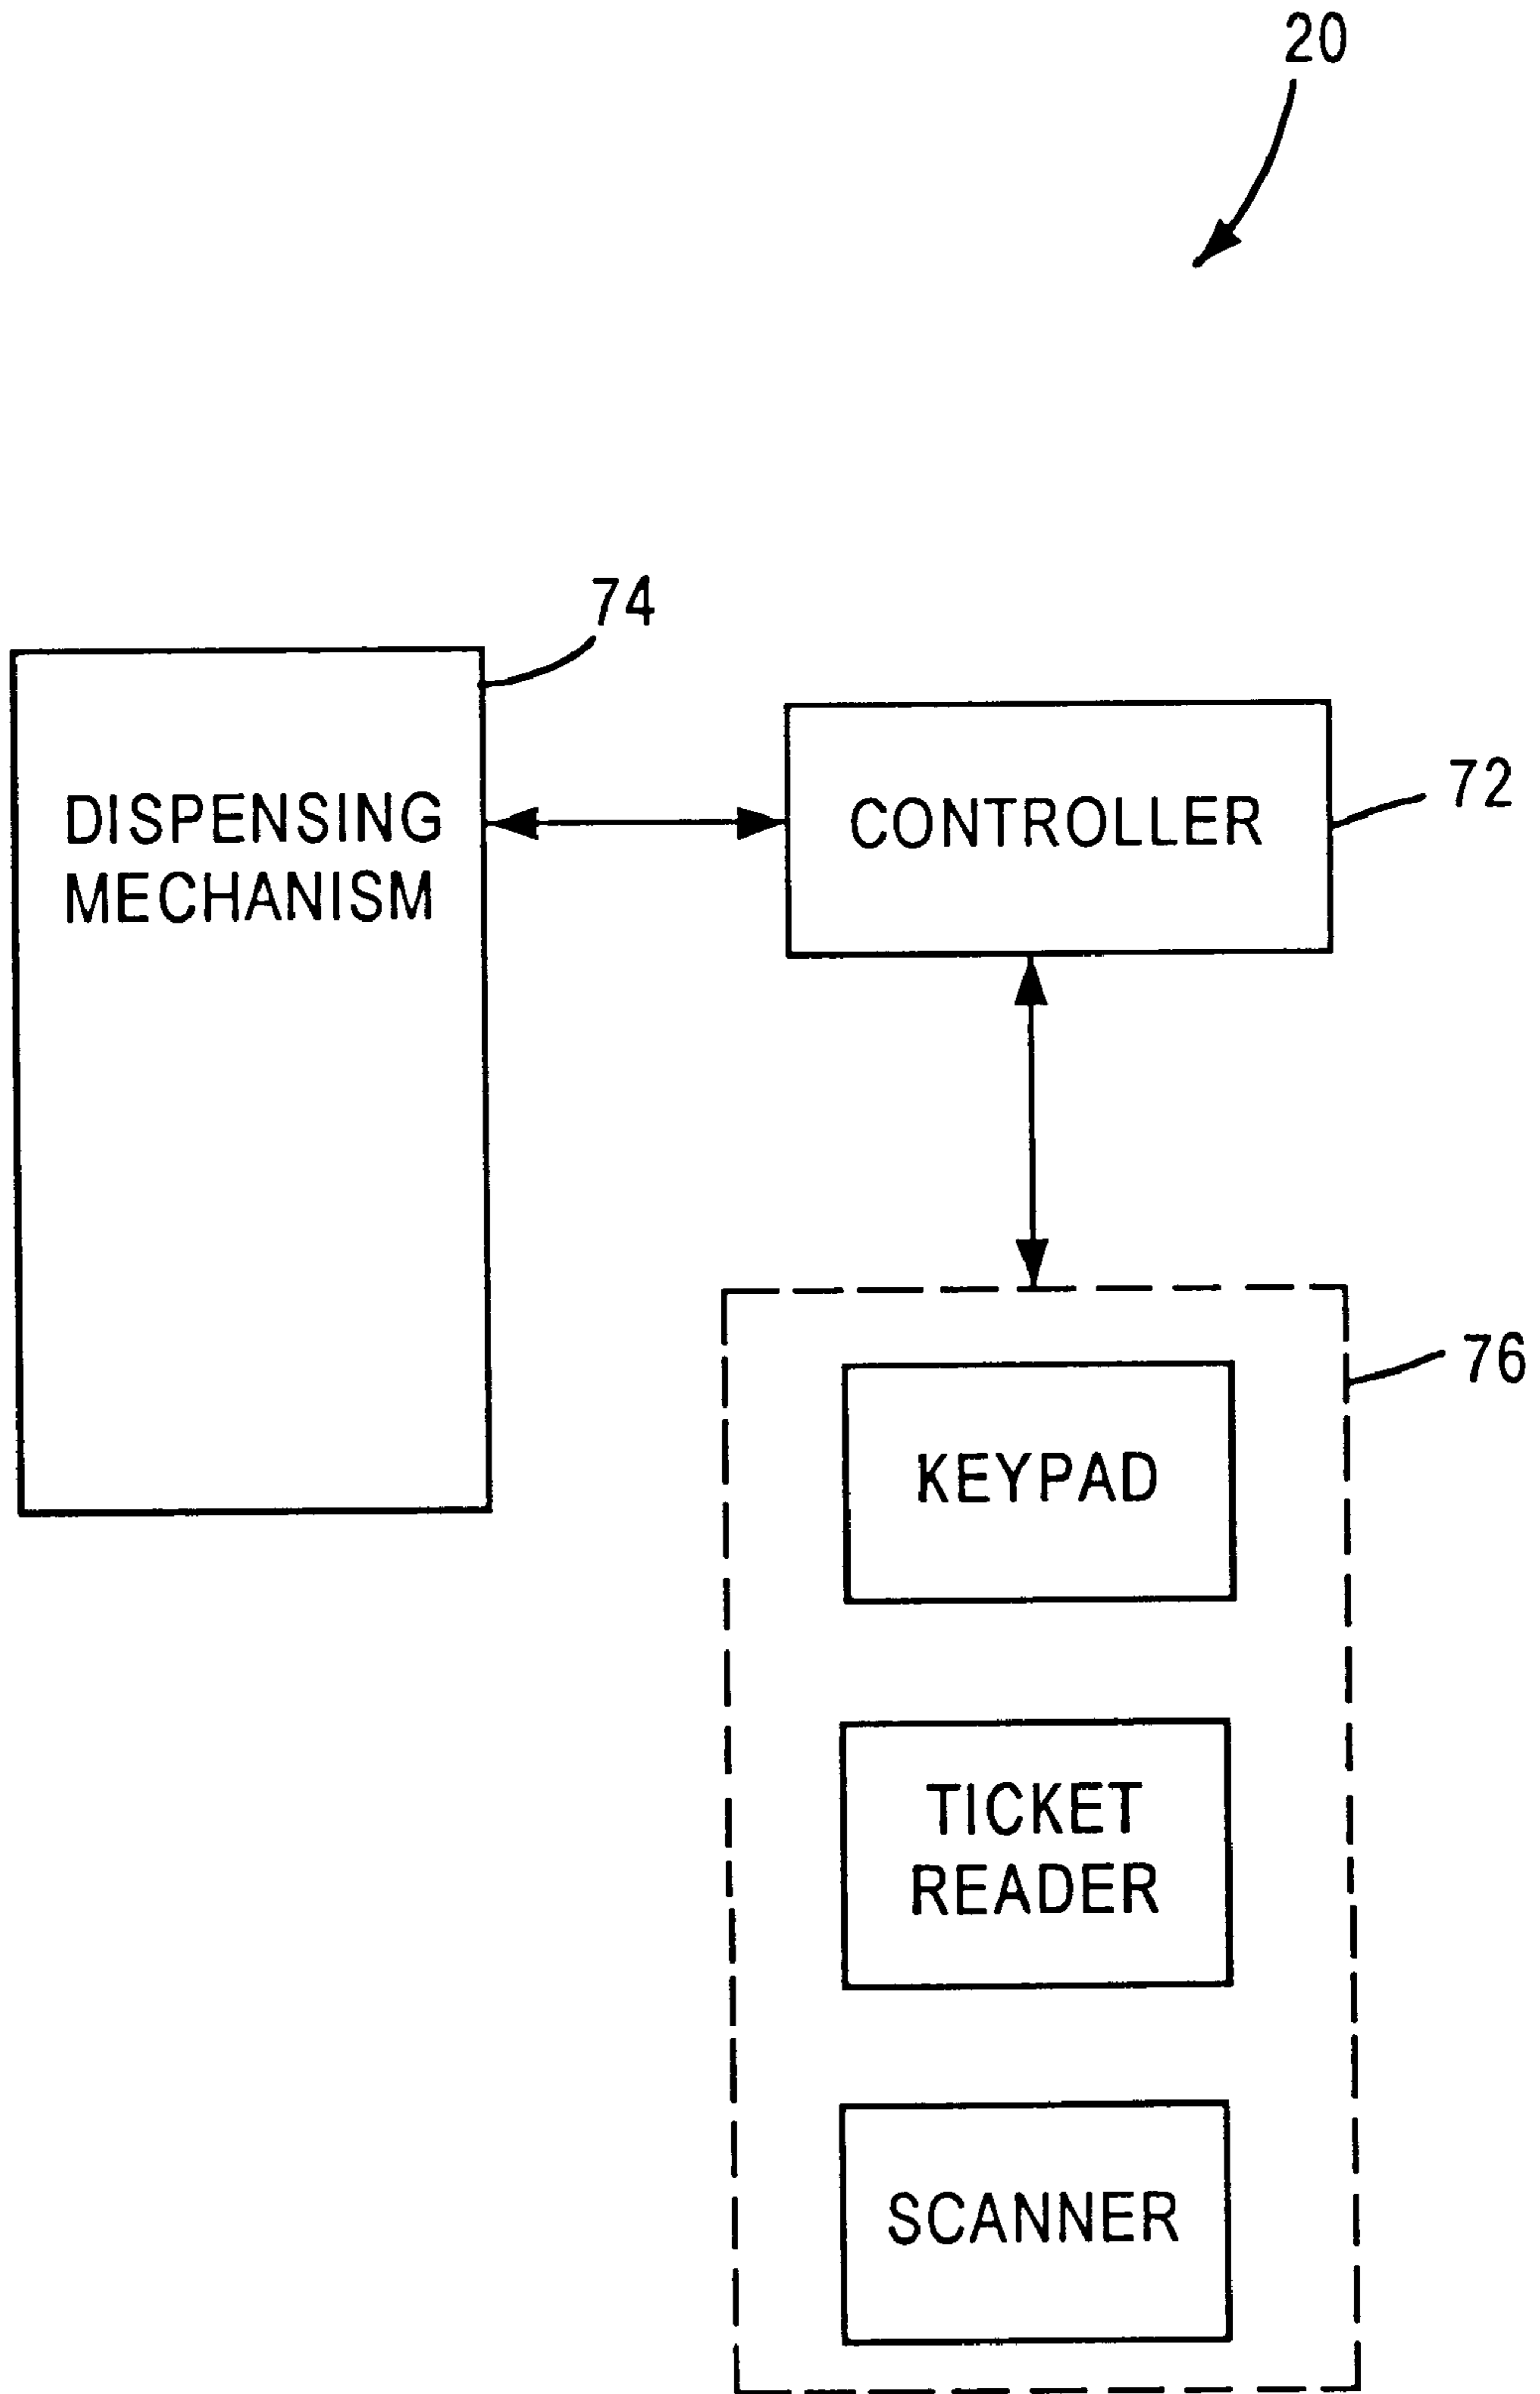 20
74
DISPENSING
MECHANISM
CONTROLLER
72
76
KEYPAD
TICKET
READER
SCANNER